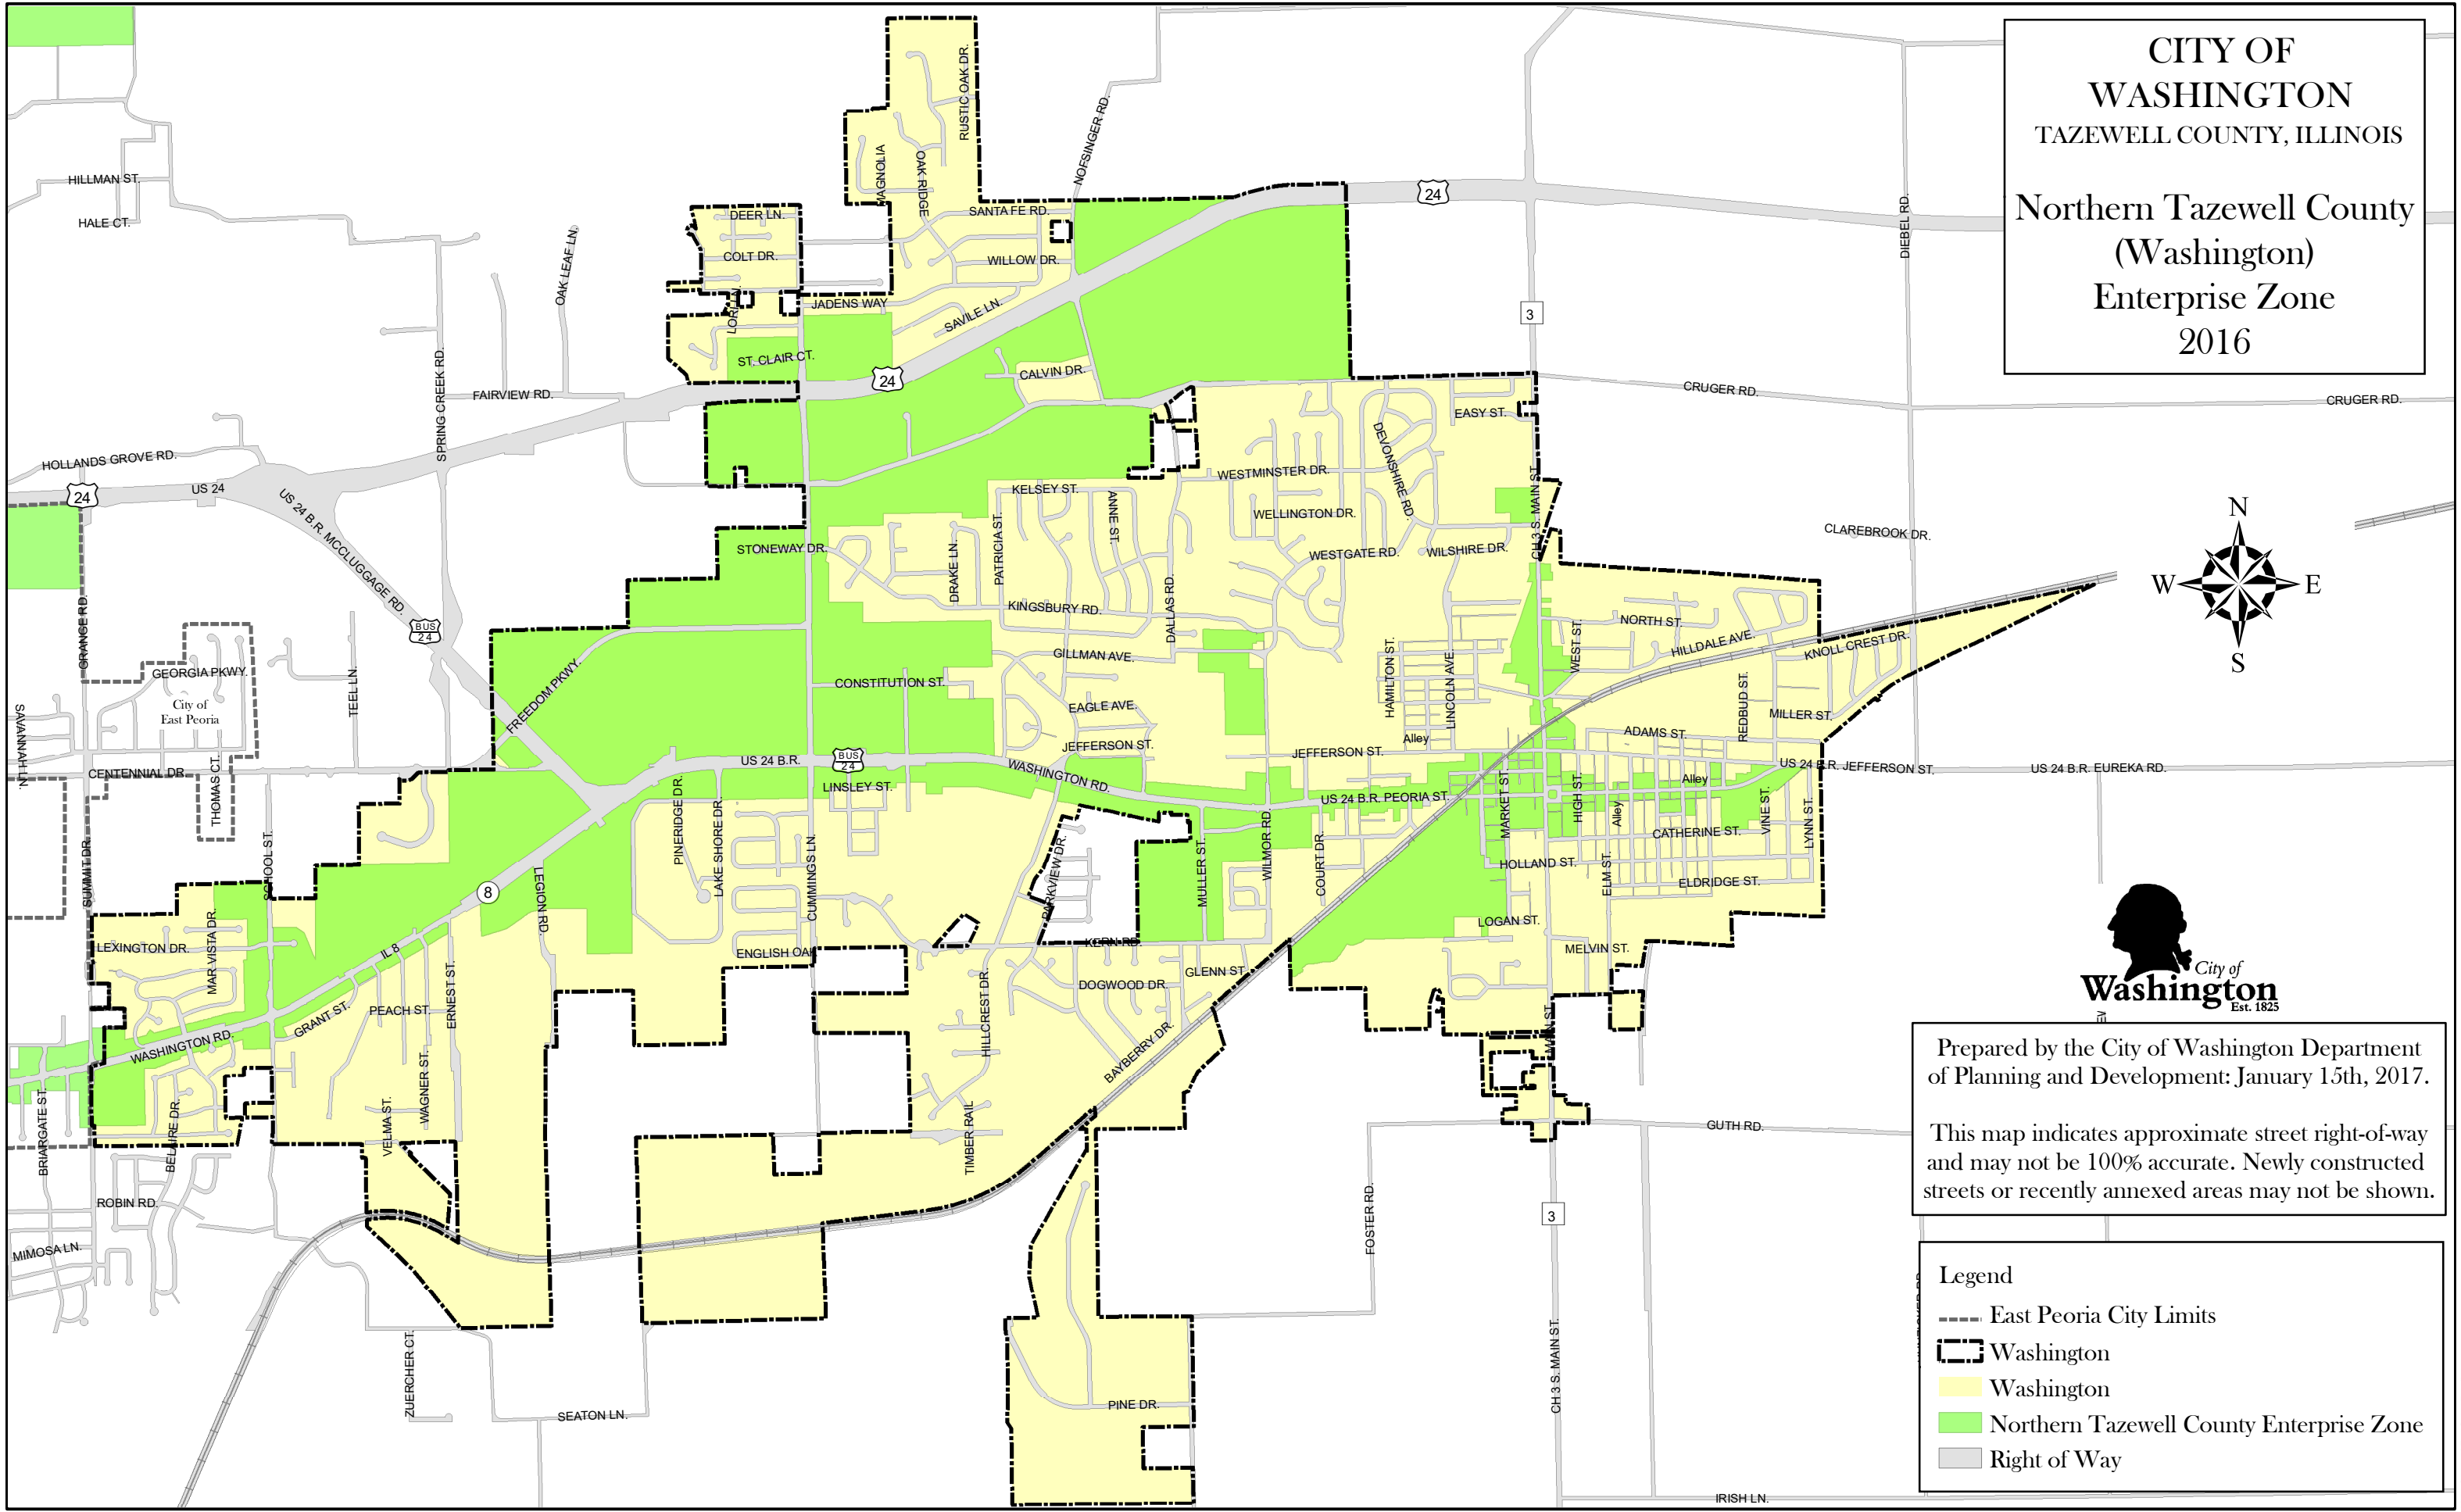 CITY OF
WASHINGTON
TAZEWELL COUNTY, ILLINOIS
Northern Tazewell County
(Washington)
Enterprise Zone
2016
RUSTIC OAK DR.
MAGNOLIA
OAK RIDGE
NOFSINGER RD.
HILLMAN ST.
HALE CT.
DEER LN.
SANTA FE RD.
24
DIEBEL RD.
OAK LEAF LN.
COLT DR.
WILLOW DR.
LORI LN.
JADENS WAY
SAVILE LN.
3
ST. CLAIR CT.
24
CALVIN DR.
SPRING CREEK RD.
FAIRVIEW RD.
CRUGER RD.
CRUGER RD.
EASY ST.
DEVONSHIRE RD.
HOLLANDS GROVE RD.
24
US 24
US 24 B.R. MCCLUGGAGE RD.
WESTMINSTER DR.
KELSEY ST.
ANNE ST.
WELLINGTON DR.
CH 3 S. MAIN ST.
CLAREBROOK DR.
N
W
E
S
STONEWAY DR.
DRAKE LN.
PATRICIA ST.
WESTGATE RD.
WILSHIRE DR.
KINGSBURY RD.
DALLAS RD.
GRANGE RD.
BUS
24
NORTH ST.
WEST ST.
HILLDALE AVE.
KNOLL CREST DR.
GILLMAN AVE.
GEORGIA PKWY.
City of
East Peoria
TEEL LN.
FREEDOM PKWY.
CONSTITUTION ST.
HAMILTON ST.
LINCOLN AVE.
REDBUD ST.
SAVANNAH LN.
EAGLE AVE.
MILLER ST.
ADAMS ST.
Alley
JEFFERSON ST.
JEFFERSON ST.
CENTENNIAL DR.
THOMAS CT.
US 24 B.R.
BUS
24
WASHINGTON RD.
US 24 B.R. JEFFERSON ST.
US 24 B.R. EUREKA RD.
Alley
LINSLEY ST.
US 24 B.R. PEORIA ST.
PINERIDGE DR.
LAKE SHORE DR.
CUMMINGS LN.
MARKET ST.
HIGH ST.
Alley
VINE ST.
LYNN ST.
CATHERINE ST.
SUMMIT DR.
SCHOOL ST.
8
LEGION RD.
PARKVIEW DR.
MULLER ST.
WILMOR RD.
COURT DR.
HOLLAND ST.
ELM ST.
ELDRIDGE ST.
LEXINGTON DR.
MAR VISTA DR.
IL 8
ERNEST ST.
ENGLISH OAK
KERN RD.
LOGAN ST.
MELVIN ST.
GLENN ST.
DOGWOOD DR.
PEACH ST.
GRANT ST.
WASHINGTON RD.
HILLCREST DR.
BAYBERRY DR.
MAIN ST.
City of
Washington
Est. 1825
BRIARGATE ST.
BELAIRE DR.
VELMA ST.
WAGNER ST.
TIMBER RAIL
GUTH RD.
Prepared by the City of Washington Department
of Planning and Development: January 15th, 2017.
This map indicates approximate street right-of-way
and may not be 100% accurate. Newly constructed
streets or recently annexed areas may not be shown.
ROBIN RD.
MIMOSA LN.
FOSTER RD.
3
CH 3 S. MAIN ST.
ZUERCHER CT.
SEATON LN.
PINE DR.
IRISH LN.
Legend
East Peoria City Limits
Washington
Washington
Northern Tazewell County Enterprise Zone
Right of Way